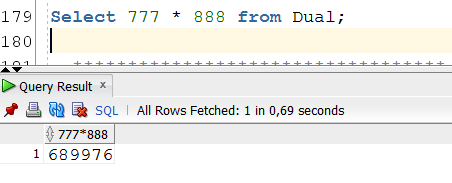 179 Select 777 * 888 from Dual;
180
Query Result x
SQL | All Rows Fetched: 1 in 0,69 seconds
777*888
1 689976